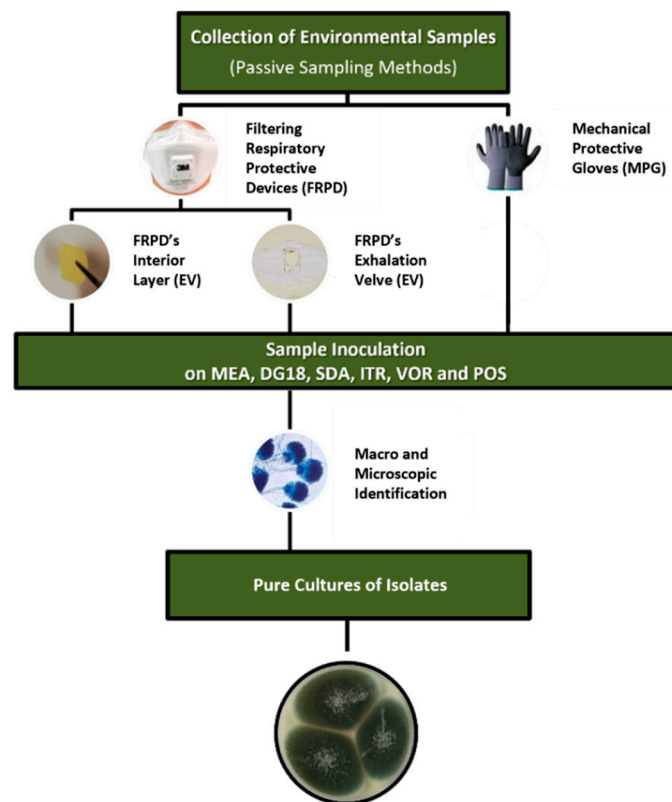 Collection of Environmental Samples
(Passive Sampling Methods)
3M
Filtering
Respiratory
Protective
Devices (FRPD)
Mechanical
Protective
Gloves (MPG)
FRPD's
Interior
Layer (EV)
FRPD's
Exhalation
Velve (EV)
Sample Inoculation
on MEA, DG18, SDA, ITR, VOR and POS
Macro and
Microscopic
Identification
Pure Cultures of Isolates